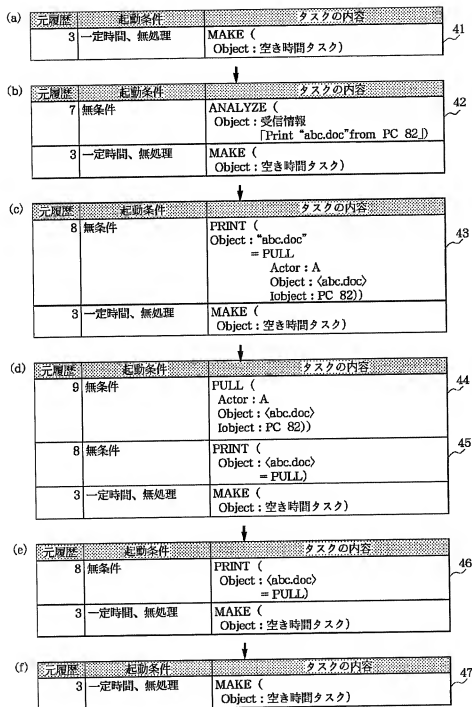 (a) 元履歴 起動条件 タスクの内容
3 一定時間、無処理 MAKE (
Object:空き時間タスク)
41
(b) 元履歴 起動条件 タスクの内容
7 無条件 ANALYZE (
Object:受信情報
「Print “abc.doc”from PC 82」)
42
3 一定時間、無処理 MAKE (
Object:空き時間タスク)
(c) 元履歴 起動条件 タスクの内容
8 無条件 PRINT (
Object:“abc.doc”
=PULL
Actor:A
Object:〈abc.doc〉
Iobject:PC 82))
43
3 一定時間、無処理 MAKE (
Object:空き時間タスク)
(d) 元履歴 起動条件 タスクの内容
9 無条件 PULL (
Actor:A
Object:〈abc.doc〉
Iobject:PC 82))
44
8 無条件 PRINT (
Object:〈abc.doc〉
=PULL)
45
3 一定時間、無処理 MAKE (
Object:空き時間タスク)
(e) 元履歴 起動条件 タスクの内容
8 無条件 PRINT (
Object:〈abc.doc〉
=PULL)
46
3 一定時間、無処理 MAKE (
Object:空き時間タスク)
(f) 元履歴 起動条件 タスクの内容
3 一定時間、無処理 MAKE (
Object:空き時間タスク)
47